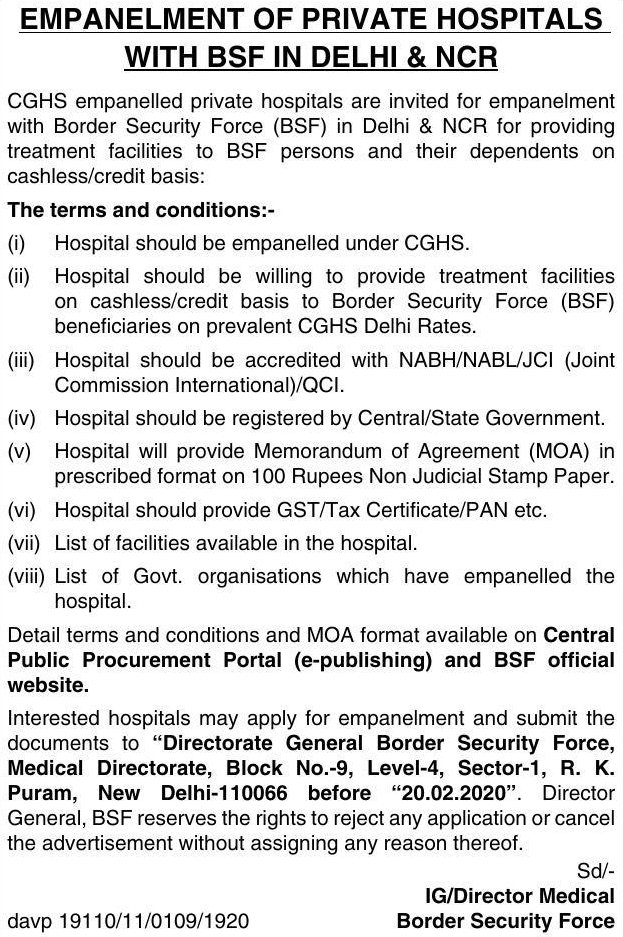 EMPANELMENT OF PRIVATE HOSPITALS
WITH BSF IN DELHI & NCR
CGHS empanelled private hospitals are invited for empanelment
with Border Security Force (BSF) in Delhi & NCR for providing
treatment facilities to BSF persons and their dependents on
cashless/credit basis:
The terms and conditions:-
(i) Hospital should be empanelled under CGHS.
(ii) Hospital should be willing to provide treatment facilities
on cashless/credit basis to Border Security Force (BSF)
beneficiaries on prevalent CGHS Delhi Rates.
(iii) Hospital should be accredited with NABH/NABL/JCI (Joint
Commission International)/QCI.
(iv) Hospital should be registered by Central/State Government.
(v) Hospital will provide Memorandum of Agreement (MOA) in
prescribed format on 100 Rupees Non Judicial Stamp Paper.
(vi) Hospital should provide GST/Tax Certificate/PAN etc.
(vii) List of facilities available in the hospital.
(viii) List of Govt. organisations which have empanelled the
hospital.
Detail terms and conditions and MOA format available on Central
Public Procurement Portal (e-publishing) and BSF official
website.
Interested hospitals may apply for empanelment and submit the
documents to “Directorate General Border Security Force,
Medical Directorate, Block No.-9, Level-4, Sector-1, R. K.
Puram, New Delhi-110066 before “20.02.2020”. Director
General, BSF reserves the rights to reject any application or cancel
the advertisement without assigning any reason thereof.
Sd/-
IG/Director Medical
davp 19110/11/0109/1920 Border Security Force